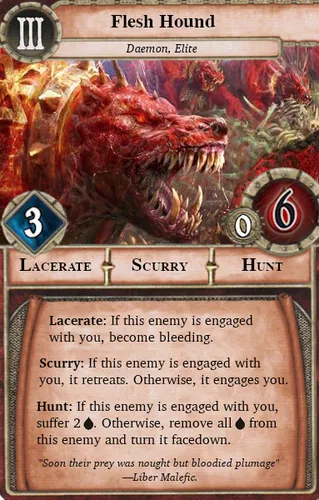 III
Flesh Hound
Daemon, Elite
3
0
6
LACERATE SCURRY HUNT
Lacerate: If this enemy is engaged
with you, become bleeding.
Scurry: If this enemy is engaged with
you, it retreats. Otherwise, it engages you.
Hunt: If this enemy is engaged with you,
suffer 2. Otherwise, remove all from
this enemy and turn it facedown.
"Soon their prey was nought but bloodied plumage"
—Liber Malefic.